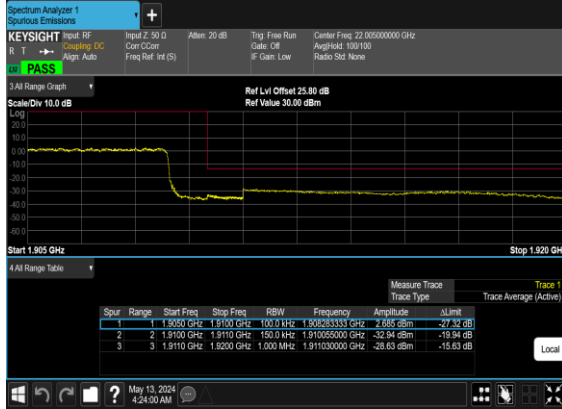 Spectrum Analyzer 1
Spurious Emissions
+
KEYSIGHT Input: RF Input Z: 50 Ω Atten: 20 dB Trig: Free Run Center Freq: 22.005000000 GHz
R T Coupling: DC Corr CCorr Gate: Off Avg|Hold: 100/100
Align: Auto Freq Ref: Int (S) IF Gain: Low Radio Std: None
PASS
3 All Range Graph
Ref Lvl Offset 25.80 dB
Scale/Div 10.0 dB Ref Value 30.00 dBm
Log
20.0
10.0
0.00
-10.0
-20.0
-30.0
-40.0
-50.0
-60.0
Start 1.905 GHz Stop 1.920 GH
4 All Range Table
Measure Trace Trace 1
Trace Type Trace Average (Active)
Spur Range Start Freq Stop Freq RBW Frequency Amplitude ΔLimit
1 1 1.9050 GHz 1.9100 GHz 100.0 kHz 1.908283333 GHz 2.685 dBm -27.32 dB
2 2 1.9100 GHz 1.9110 GHz 150.0 kHz 1.910055000 GHz -32.94 dBm -19.94 dB
3 3 1.9110 GHz 1.9200 GHz 1.000 MHz 1.911030000 GHz -28.63 dBm -15.63 dB
Local
? May 13, 2024
4:24:00 AM